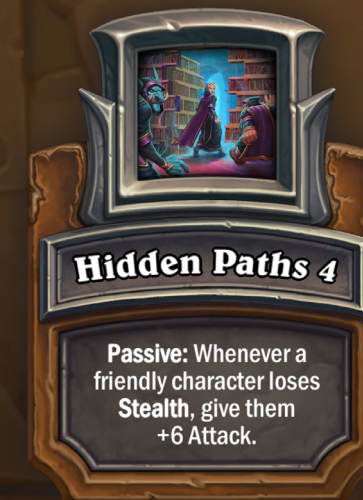 Hidden Paths 4
Passive: Whenever a
friendly character loses
Stealth, give them
+6 Attack.